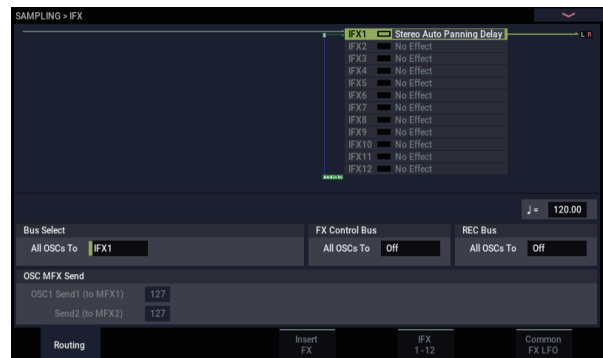 SAMPLING > IFX
IFX1 Stereo Auto Panning Delay L R
IFX2 No Effect
IFX3 No Effect
IFX4 No Effect
IFX5 No Effect
IFX6 No Effect
IFX7 No Effect
IFX8 No Effect
IFX9 No Effect
IFX10 No Effect
IFX11 No Effect
IFX12 No Effect
♩ = 120.00
Bus Select FX Control Bus REC Bus
All OSCs To IFX1 All OSCs To Off All OSCs To Off
OSC MFX Send
OSC1 Send1 (to MFX1) 127
Send2 (to MFX2) 127
Routing Insert FX IFX 1-12 Common FX LFO